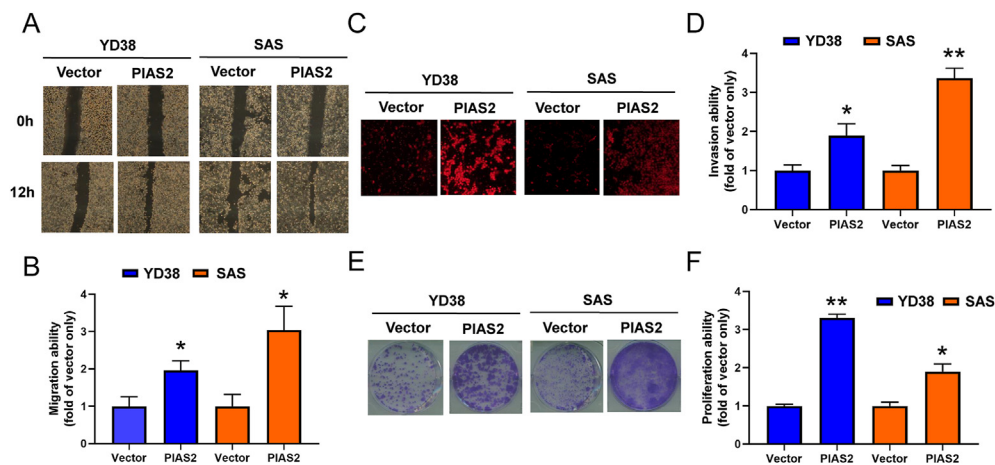 A
YD38 SAS
Vector PIAS2 Vector PIAS2
0h
12h
B
YD38 SAS
Migration ability
(fold of vector only)
4
3
2
1
0
* *
Vector PIAS2 Vector PIAS2
C
YD38 SAS
Vector PIAS2 Vector PIAS2
D
YD38 SAS
Invasion ability
(fold of vector only)
4
3
2
1
0
* **
Vector PIAS2 Vector PIAS2
E
YD38 SAS
Vector PIAS2 Vector PIAS2
F
YD38 SAS
Proliferation ability
(fold of vector only)
4
3
2
1
0
** *
Vector PIAS2 Vector PIAS2